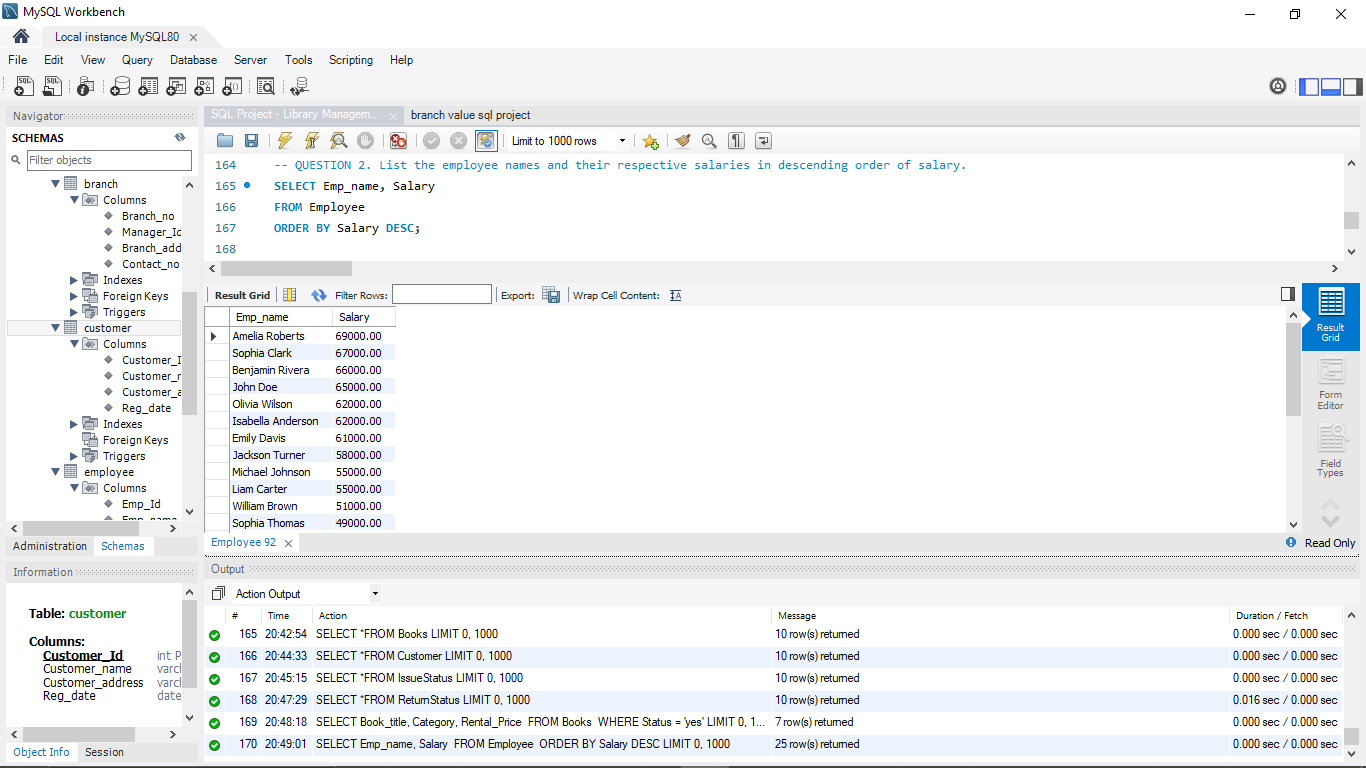 MySQL Workbench
Local instance MySQL80
File Edit View Query Database Server Tools Scripting Help
Navigator
SCHEMAS
Filter objects
branch
Columns
Branch_no
Manager_Id
Branch_add
Contact_no
Indexes
Foreign Keys
Triggers
customer
Columns
Customer_I
Customer_n
Customer_a
Reg_date
Indexes
Foreign Keys
Triggers
employee
Columns
Emp_Id
Emp_name
Administration Schemas
Information
Table: customer
Columns:
Customer_Id int P
Customer_name varcl
Customer_address varcl
Reg_date date
Object Info Session
SQL Project - Library Managem... branch value sql project
Limit to 1000 rows
164 -- QUESTION 2. List the employee names and their respective salaries in descending order of salary.
165 SELECT Emp_name, Salary
166 FROM Employee
167 ORDER BY Salary DESC;
168
Result Grid Filter Rows: Export: Wrap Cell Content:
Emp_name Salary
Amelia Roberts 69000.00
Sophia Clark 67000.00
Benjamin Rivera 66000.00
John Doe 65000.00
Olivia Wilson 62000.00
Isabella Anderson 62000.00
Emily Davis 61000.00
Jackson Turner 58000.00
Michael Johnson 55000.00
Liam Carter 55000.00
William Brown 51000.00
Sophia Thomas 49000.00
Result
Grid
Form
Editor
Field
Types
Employee 92
Read Only
Output
Action Output
# Time Action Message Duration / Fetch
165 20:42:54 SELECT *FROM Books LIMIT 0, 1000 10 row(s) returned 0.000 sec / 0.000 sec
166 20:44:33 SELECT *FROM Customer LIMIT 0, 1000 10 row(s) returned 0.000 sec / 0.000 sec
167 20:45:15 SELECT *FROM IssueStatus LIMIT 0, 1000 10 row(s) returned 0.000 sec / 0.000 sec
168 20:47:29 SELECT *FROM ReturnStatus LIMIT 0, 1000 10 row(s) returned 0.016 sec / 0.000 sec
169 20:48:18 SELECT Book_title, Category, Rental_Price FROM Books WHERE Status = 'yes' LIMIT 0, 1... 7 row(s) returned 0.000 sec / 0.000 sec
170 20:49:01 SELECT Emp_name, Salary FROM Employee ORDER BY Salary DESC LIMIT 0, 1000 25 row(s) returned 0.000 sec / 0.000 sec